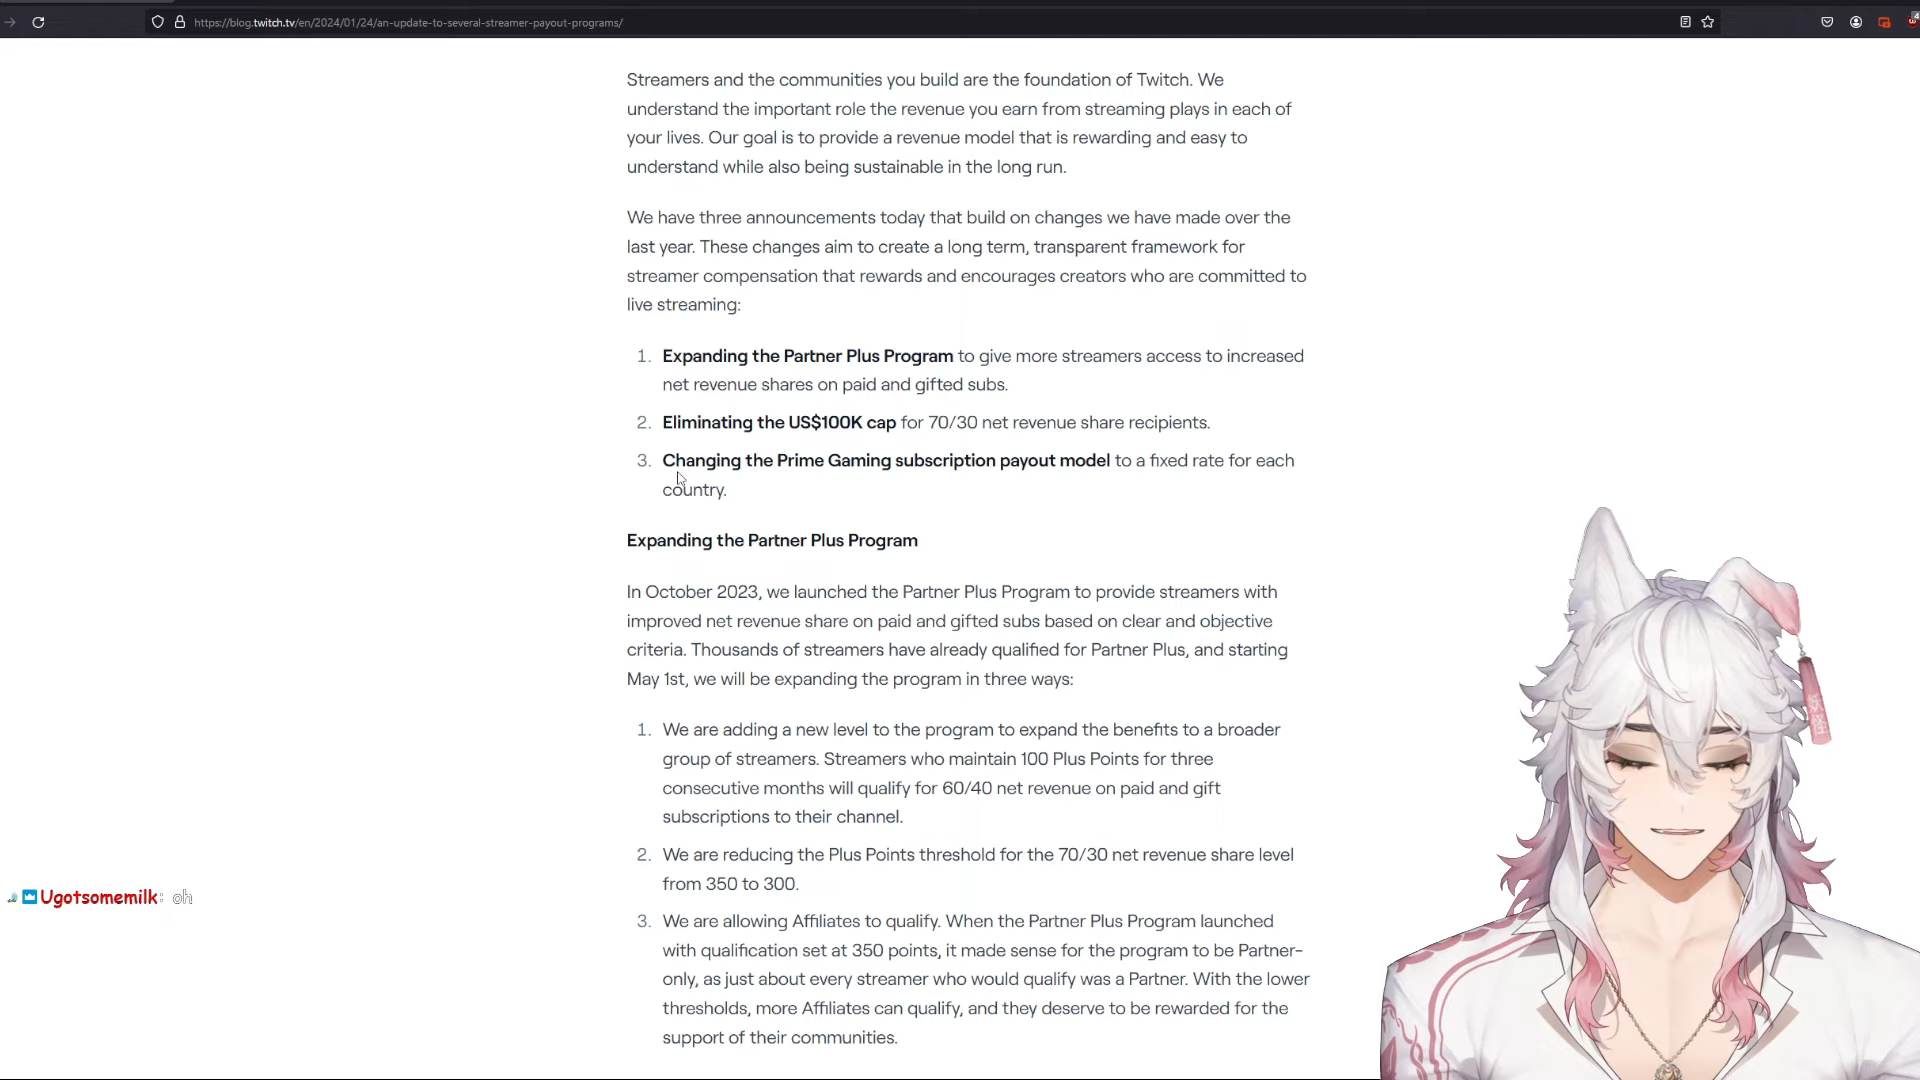 https://blog.twitch.tv/en/2024/01/24/an-update-to-several-streamer-payout-programs/
Streamers and the communities you build are the foundation of Twitch. We
understand the important role the revenue you earn from streaming plays in each of
your lives. Our goal is to provide a revenue model that is rewarding and easy to
understand while also being sustainable in the long run.
We have three announcements today that build on changes we have made over the
last year. These changes aim to create a long term, transparent framework for
streamer compensation that rewards and encourages creators who are committed to
live streaming:
1. Expanding the Partner Plus Program to give more streamers access to increased
net revenue shares on paid and gifted subs.
2. Eliminating the US$100K cap for 70/30 net revenue share recipients.
3. Changing the Prime Gaming subscription payout model to a fixed rate for each
country.
Expanding the Partner Plus Program
In October 2023, we launched the Partner Plus Program to provide streamers with
improved net revenue share on paid and gifted subs based on clear and objective
criteria. Thousands of streamers have already qualified for Partner Plus, and starting
May 1st, we will be expanding the program in three ways:
1. We are adding a new level to the program to expand the benefits to a broader
group of streamers. Streamers who maintain 100 Plus Points for three
consecutive months will qualify for 60/40 net revenue on paid and gift
subscriptions to their channel.
2. We are reducing the Plus Points threshold for the 70/30 net revenue share level
from 350 to 300.
3. We are allowing Affiliates to qualify. When the Partner Plus Program launched
with qualification set at 350 points, it made sense for the program to be Partner-
only, as just about every streamer who would qualify was a Partner. With the lower
thresholds, more Affiliates can qualify, and they deserve to be rewarded for the
support of their communities.
Ugotsomemilk: oh